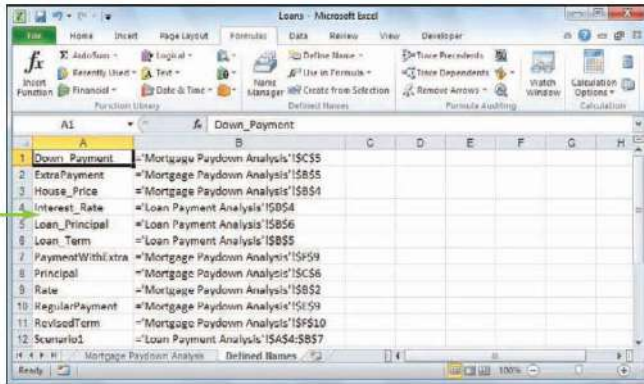 Loans - Microsoft Excel
File Home Insert Page Layout Formulas Data Review View Developer
AutoSum Logical Define Name Trace Precedents
Insert Function Recently Used Text Name Manager Use in Formula Trace Dependents Watch Window Calculation Options
Financial Date & Time Create from Selection Remove Arrows
Function Library Defined Names Formula Auditing Calculation
A1 fx Down_Payment
A B C D E F G H
1 Down_Payment ='Mortgage Paydown Analysis'!$C$5
2 ExtraPayment ='Mortgage Paydown Analysis'!$B$5
3 House_Price ='Mortgage Paydown Analysis'!$B$4
4 Interest_Rate ='Loan Payment Analysis'!$B$4
5 Loan_Principal ='Loan Payment Analysis'!$B$6
6 Loan_Term ='Loan Payment Analysis'!$B$5
7 PaymentWithExtra ='Mortgage Paydown Analysis'!$F$9
8 Principal ='Mortgage Paydown Analysis'!$C$6
9 Rate ='Mortgage Paydown Analysis'!$B$2
10 RegularPayment ='Mortgage Paydown Analysis'!$E$9
11 RevisedTerm ='Mortgage Paydown Analysis'!$F$10
12 Scenario1 ='Loan Payment Analysis'!$A$4:$B$7
Mortgage Paydown Analysis Defined Names
Ready 100%